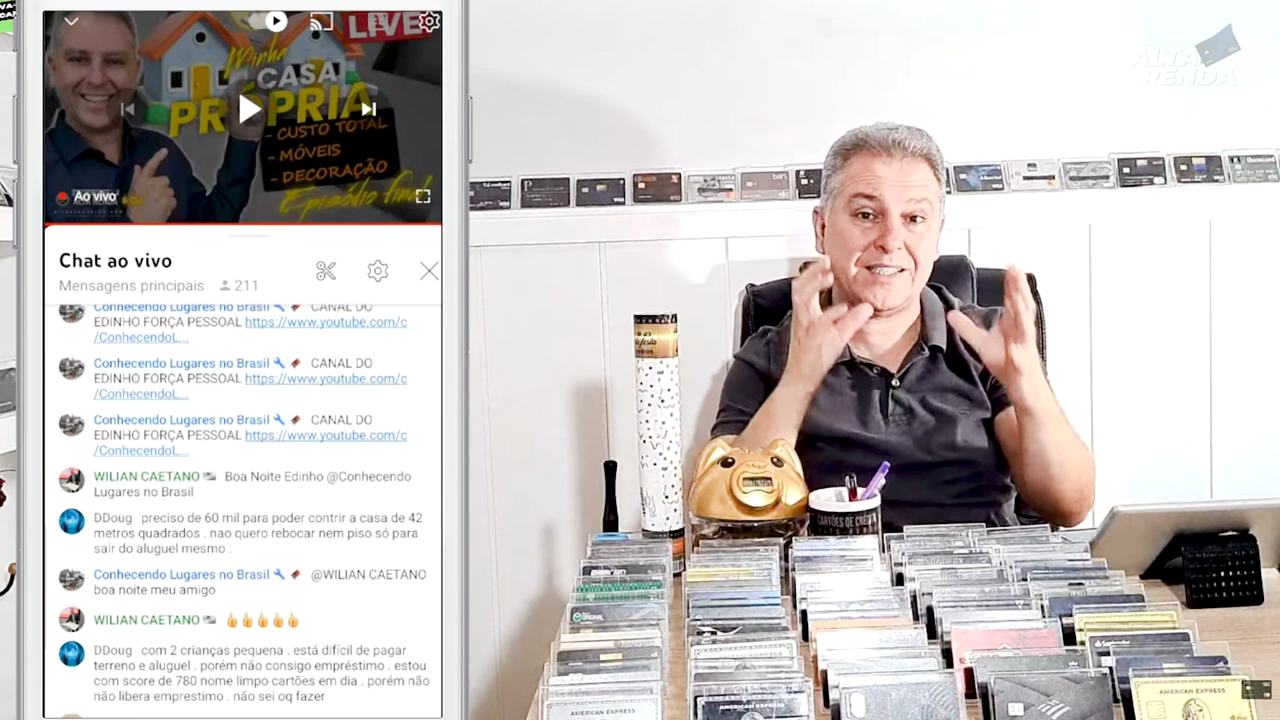 LIVE
Minha
CASA
PRÓPRIA
- CUSTO TOTAL
- MÓVEIS
- DECORAÇÃO
Episódio final
Ao vivo
Chat ao vivo
Mensagens principais 211
Conhecendo Lugares no Brasil CANAL DO
EDINHO FORÇA PESSOAL https://www.youtube.com/c
/ConhecendoL...
Conhecendo Lugares no Brasil CANAL DO
EDINHO FORÇA PESSOAL https://www.youtube.com/c
/ConhecendoL...
Conhecendo Lugares no Brasil CANAL DO
EDINHO FORÇA PESSOAL https://www.youtube.com/c
/ConhecendoL...
WILIAN CAETANO Boa Noite Edinho @Conhecendo
Lugares no Brasil
DDoug preciso de 60 mil para poder contrir a casa de 42
metros quadrados . nao quero rebocar nem piso só para
sair do aluguel mesmo .
Conhecendo Lugares no Brasil @WILIAN CAETANO
boa noite meu amigo
WILIAN CAETANO 👍👍👍👍👍
DDoug com 2 crianças pequena . está difícil de pagar
terreno e aluguel . porém não consigo empréstimo . estou
com score de 750 nome limpo cartões em dia . porém não
não libera emprestimo . não sei oq fazer
ALTA
RENDA
CARTÕES DE CRÉDITO
AMERICAN EXPRESS
AMERICAN EXPRESS
AMERICAN EXPRESS